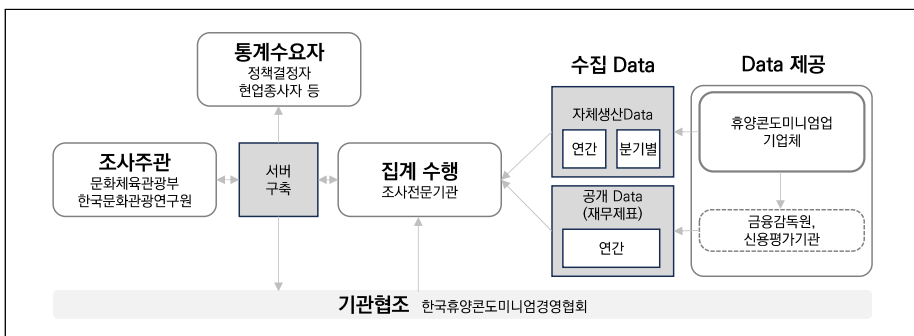 통계수요자
정책결정자
현업종사자 등
수집 Data
Data 제공
자체생산Data
연간
분기별
휴양콘도미니엄업
기업체
조사주관
문화체육관광부
한국문화관광연구원
서버
구축
집계 수행
조사전문기관
공개 Data
(재무제표)
연간
금융감독원,
신용평가기관
기관협조 한국휴양콘도미니엄경영협회